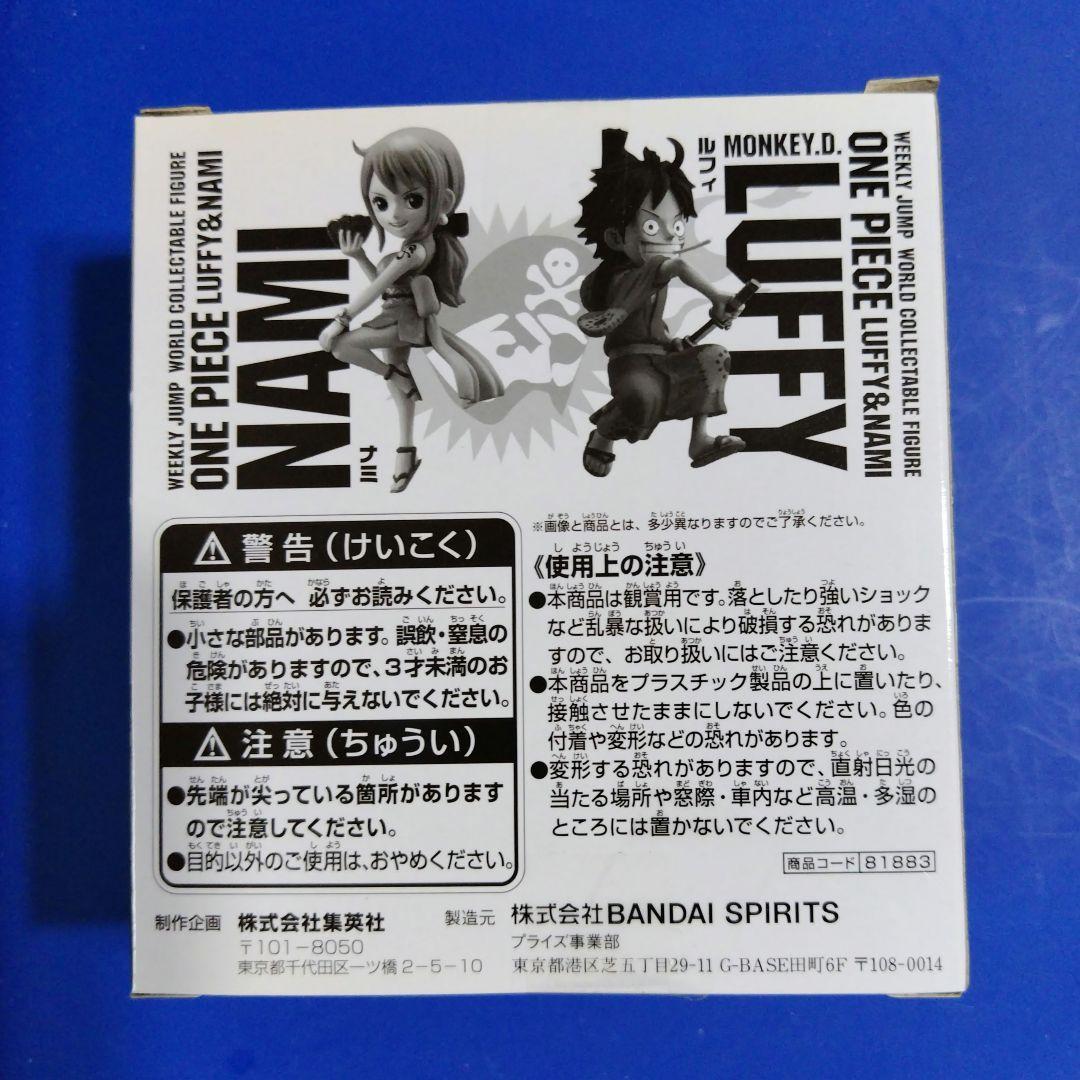 WEEKLY JUMP WORLD COLLECTABLE FIGURE
ONE PIECE LUFFY&NAMI
NAMI
ナミ
ルフィ
MONKEY.D.
LUFFY
ONE PIECE LUFFY&NAMI
WEEKLY JUMP WORLD COLLECTABLE FIGURE
⚠ 警告(けいこく)
保護者の方へ 必ずお読みください。
●小さな部品があります。誤飲・窒息の
危険がありますので、3才未満のお
子様には絶対に与えないでください。
⚠ 注意(ちゅうい)
●先端が尖っている箇所があります
ので注意してください。
●目的以外のご使用は、おやめください。
※画像と商品とは、多少異なりますのでご了承ください。
《使用上の注意》
●本商品は観賞用です。落としたり強いショック
など乱暴な扱いにより破損する恐れがありま
すので、お取り扱いにはご注意ください。
●本商品をプラスチック製品の上に置いたり、
接触させたままにしないでください。色の
付着や変形などの恐れがあります。
●変形する恐れがありますので、直射日光の
当たる場所や窓際・車内など高温・多湿の
ところには置かないでください。
商品コード 81883
制作企画 株式会社集英社
〒101-8050
東京都千代田区一ツ橋2-5-10
製造元 株式会社BANDAI SPIRITS
プライズ事業部
東京都港区芝五丁目29-11 G-BASE田町6F 〒108-0014